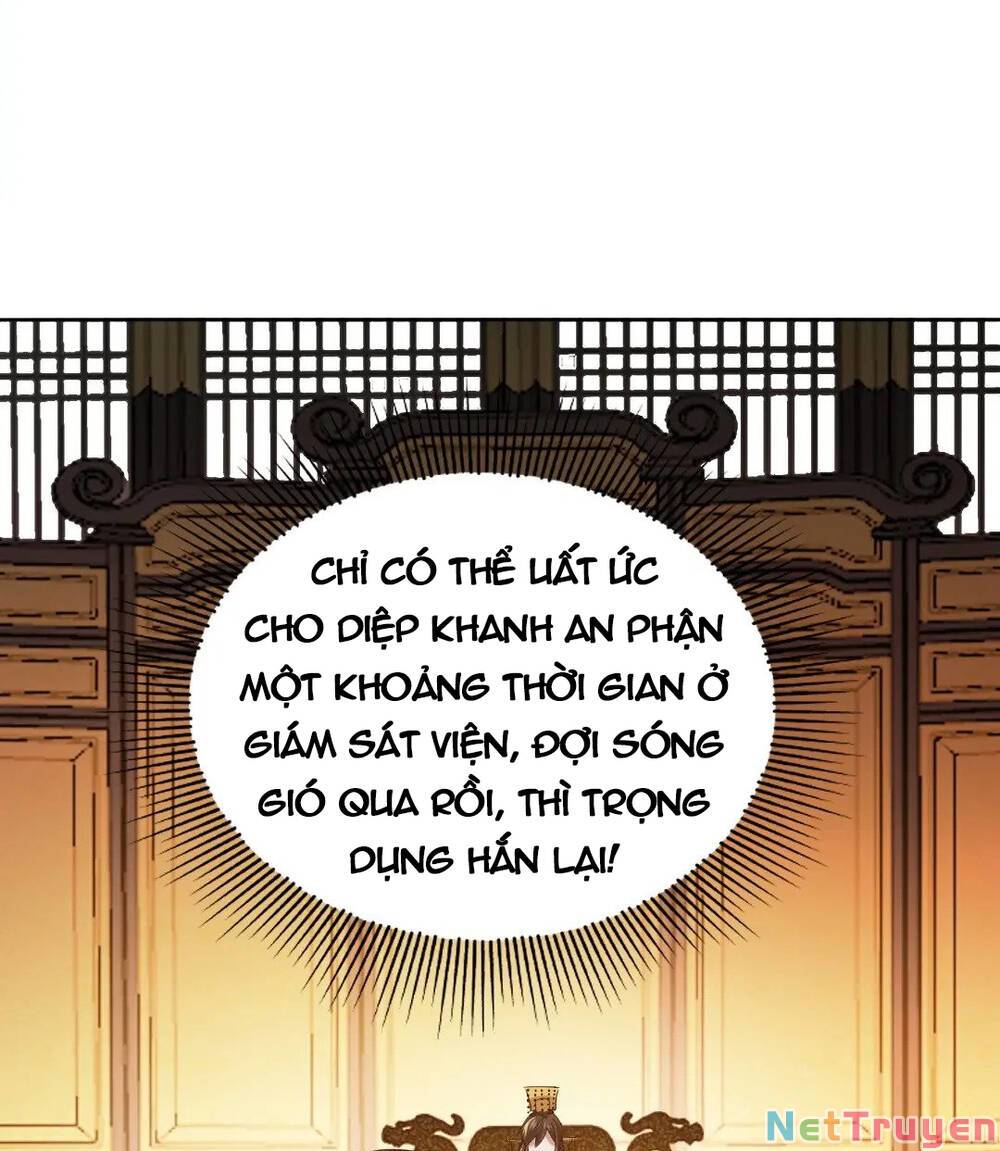 CHỈ CÓ THỂ UẤT ỨC
CHO DIỆP KHANH AN PHẬN
MỘT KHOẢNG THỜI GIAN Ở
GIÁM SÁT VIỆN, ĐỢI SÓNG
GIÓ QUA RỒI, THÌ TRỌNG
DỤNG HẮN LẠI!
NetTruyen